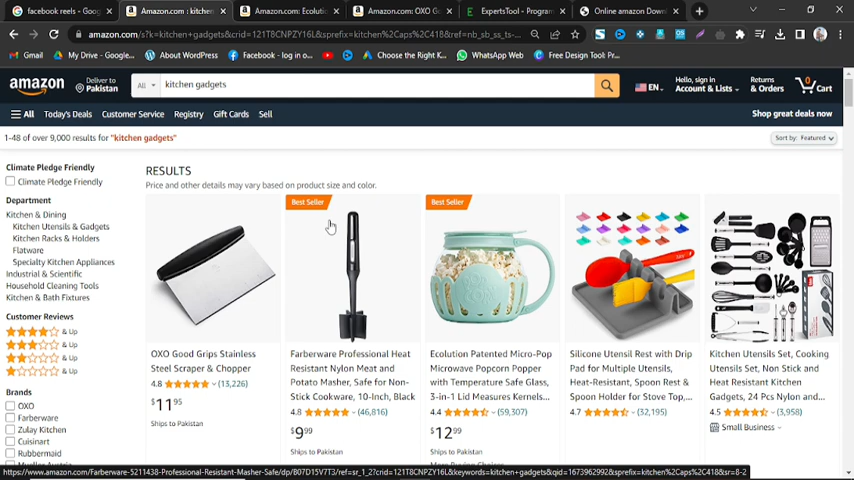 facebook reels - Goog
Amazon.com : kitchen
Amazon.com: Ecolution
Amazon.com: OXO Go
ExpertsTool - Program
Online amazon Downl
amazon.com/s?k=kitchen+gadgets&crid=121T8CNPZY16L&sprefix=kitchen%2Caps%2C418&ref=nb_sb_ss_ts-...
Gmail
My Drive - Google...
About WordPress
Facebook - log in o...
YouTube
Choose the Right K...
WhatsApp Web
Free Design Tool: Pr...
amazon
Deliver to
Pakistan
All
kitchen gadgets
EN
Hello, sign in
Account & Lists
Returns
& Orders
0
Cart
All
Today's Deals
Customer Service
Registry
Gift Cards
Sell
Shop great deals now
1-48 of over 9,000 results for "kitchen gadgets"
Sort by: Featured
Climate Pledge Friendly
Climate Pledge Friendly
Department
Kitchen & Dining
Kitchen Utensils & Gadgets
Kitchen Racks & Holders
Flatware
Specialty Kitchen Appliances
Industrial & Scientific
Household Cleaning Tools
Kitchen & Bath Fixtures
Customer Reviews
& Up
& Up
& Up
& Up
Brands
OXO
Farberware
Zulay Kitchen
Cuisinart
Rubbermaid
RESULTS
Price and other details may vary based on product size and color.
OXO Good Grips Stainless
Steel Scraper & Chopper
4.8 (13,226)
$11 95
Ships to Pakistan
Best Seller
Farberware Professional Heat
Resistant Nylon Meat and
Potato Masher, Safe for Non-
Stick Cookware, 10-Inch, Black
4.8 (46,816)
$9 99
Ships to Pakistan
Best Seller
Ecolution Patented Micro-Pop
Microwave Popcorn Popper
with Temperature Safe Glass,
3-in-1 Lid Measures Kernels...
4.4 (59,307)
$12 99
Ships to Pakistan
Silicone Utensil Rest with Drip
Pad for Multiple Utensils,
Heat-Resistant, Spoon Rest &
Spoon Holder for Stove Top,...
4.7 (32,195)
Kitchen Utensils Set, Cooking
Utensils Set, Non Stick and
Heat Resistant Kitchen
Gadgets, 24 Pcs Nylon and...
4.5 (3,958)
Small Business
https://www.amazon.com/Farberware-5211438-Professional-Resistant-Masher-Safe/dp/B07D15V7T3/ref=sr_1_2?crid=121T8CNPZY16L&keywords=kitchen+gadgets&qid=1673962992&sprefix=kitchen%2Caps%2C418&sr=8-2